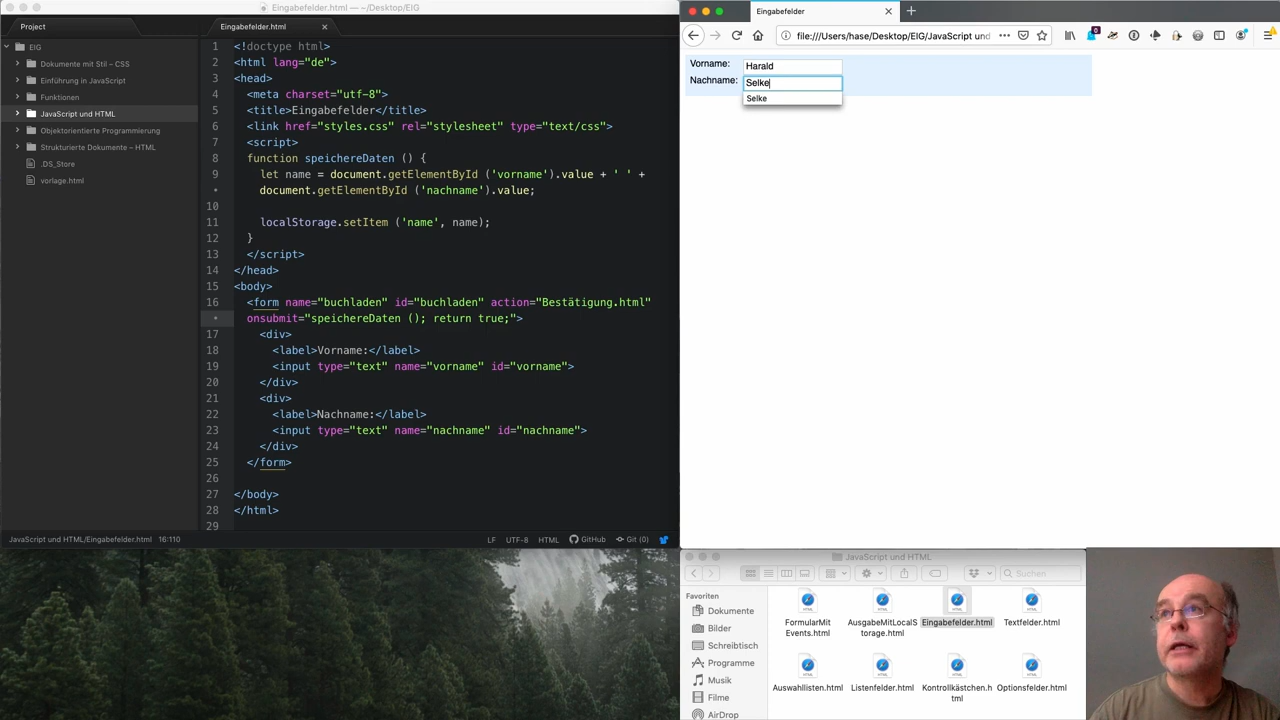 Eingabefelder.html — ~/Desktop/EIG
Project
EIG
Dokumente mit Stil – CSS
Einführung in JavaScript
Funktionen
JavaScript und HTML
Objektorientierte Programmierung
Strukturierte Dokumente – HTML
.DS_Store
vorlage.html
Eingabefelder.html
1 <!doctype html>
2 <html lang="de">
3 <head>
4 <meta charset="utf-8">
5 <title>Eingabefelder</title>
6 <link href="styles.css" rel="stylesheet" type="text/css">
7 <script>
8 function speichereDaten () {
9 let name = document.getElementById ('vorname').value + ' ' +
• document.getElementById ('nachname').value;
10
11 localStorage.setItem ('name', name);
12 }
13 </script>
14 </head>
15 <body>
16 <form name="buchladen" id="buchladen" action="Bestätigung.html"
• onsubmit="speichereDaten (); return true;">
17 <div>
18 <label>Vorname:</label>
19 <input type="text" name="vorname" id="vorname">
20 </div>
21 <div>
22 <label>Nachname:</label>
23 <input type="text" name="nachname" id="nachname">
24 </div>
25 </form>
26
27 </body>
28 </html>
29
JavaScript und HTML/Eingabefelder.html 16:110
LF UTF-8 HTML GitHub Git (0)
Eingabefelder
file:///Users/hase/Desktop/EIG/JavaScript und
0
Vorname: Harald
Nachname: Selke
Selke
JavaScript und HTML
Suchen
Favoriten
Dokumente
Bilder
Schreibtisch
Programme
Musik
Filme
AirDrop
FormularMit
Events.html
AusgabeMitLocalS
torage.html
Eingabefelder.html
Textfelder.html
Auswahllisten.html
Listenfelder.html
Kontrollkästchen.h
tml
Optionsfelder.html